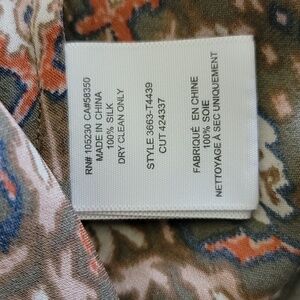 RN# 105230 CA#58350
MADE IN CHINA
100% SILK
DRY CLEAN ONLY
STYLE 3663-T4439
CUT 424337
FABRIQUÉ EN CHINE
100% SOIE
NETTOYAGE À SEC UNIQUEMENT